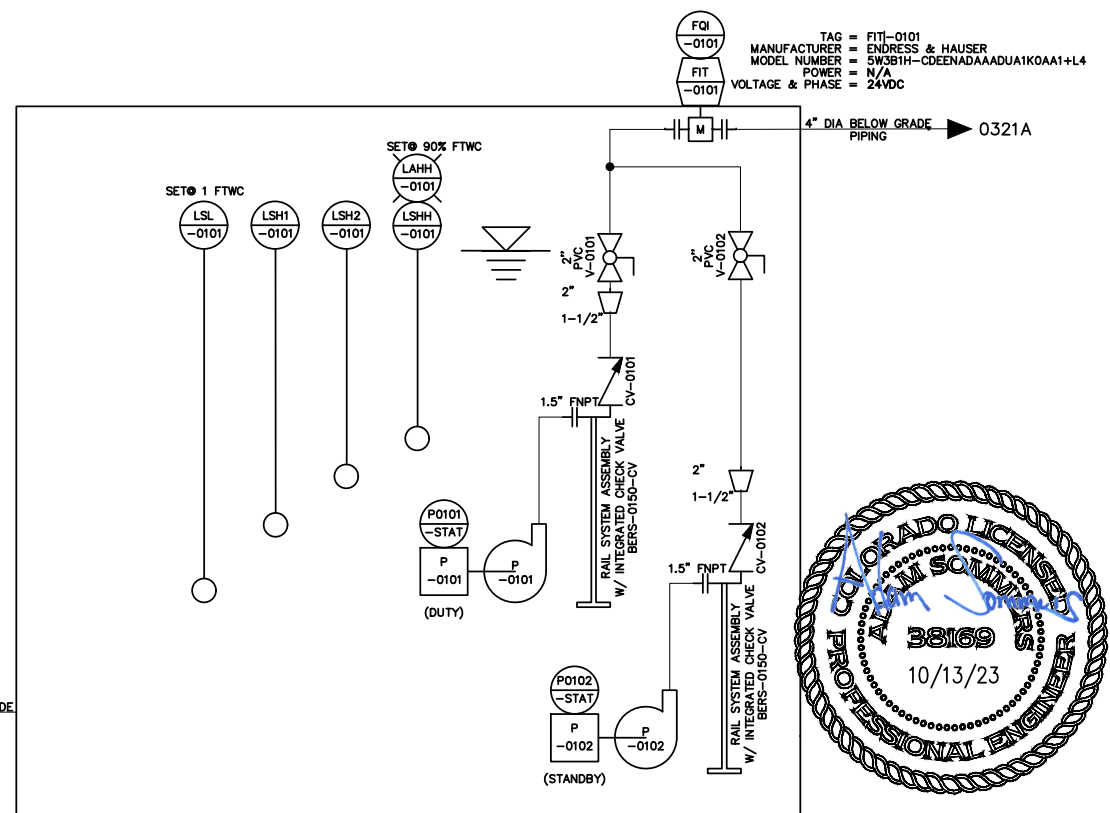 FQI
-0101
FIT
-0101
TAG = FIT|-0101
MANUFACTURER = ENDRESS & HAUSER
MODEL NUMBER = 5W3B1H-CDEENADAAADUA1K0AA1+L4
POWER = N/A
VOLTAGE & PHASE = 24VDC
M
4" DIA BELOW GRADE
PIPING
0321A
SET@ 90% FTWC
LAHH
-0101
SET@ 1 FTWC
LSL
-0101
LSH1
-0101
LSH2
-0101
LSHH
-0101
2"
PVC
V-0101
2"
PVC
V-0102
2"
1-1/2"
CV-0101
1.5" FNPT
RAIL SYSTEM ASSEMBLY
W/ INTEGRATED CHECK VALVE
BERS-0150-CV
2"
1-1/2"
CV-0102
1.5" FNPT
RAIL SYSTEM ASSEMBLY
W/ INTEGRATED CHECK VALVE
BERS-0150-CV
P0101
-STAT
P
-0101
P
-0101
(DUTY)
P0102
-STAT
P
-0102
P
-0102
(STANDBY)
DE
COLORADO LICENSED
ADAM SOMMERS
Adam Sommers
38169
10/13/23
PROFESSIONAL ENGINEER